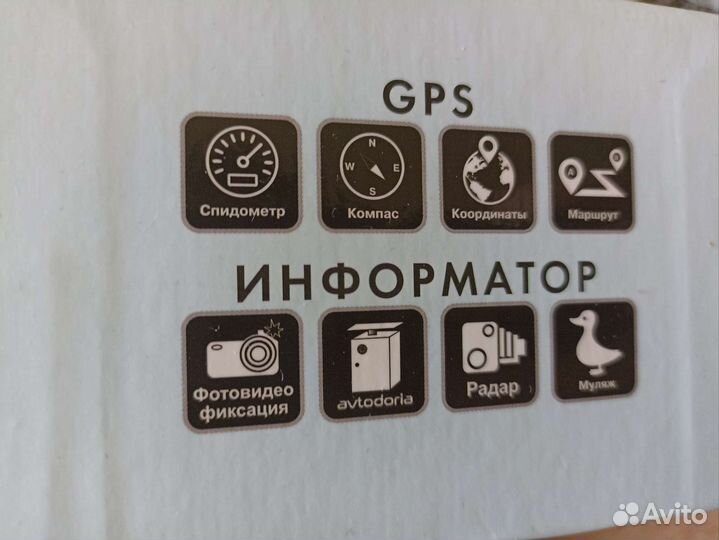 GPS
Спидометр
N
W E
S
Компас
Координаты
A B
Маршрут
ИНФОРМАТОР
Фотовидео
фиксация
avtodoria
Радар
Муляж
Avito